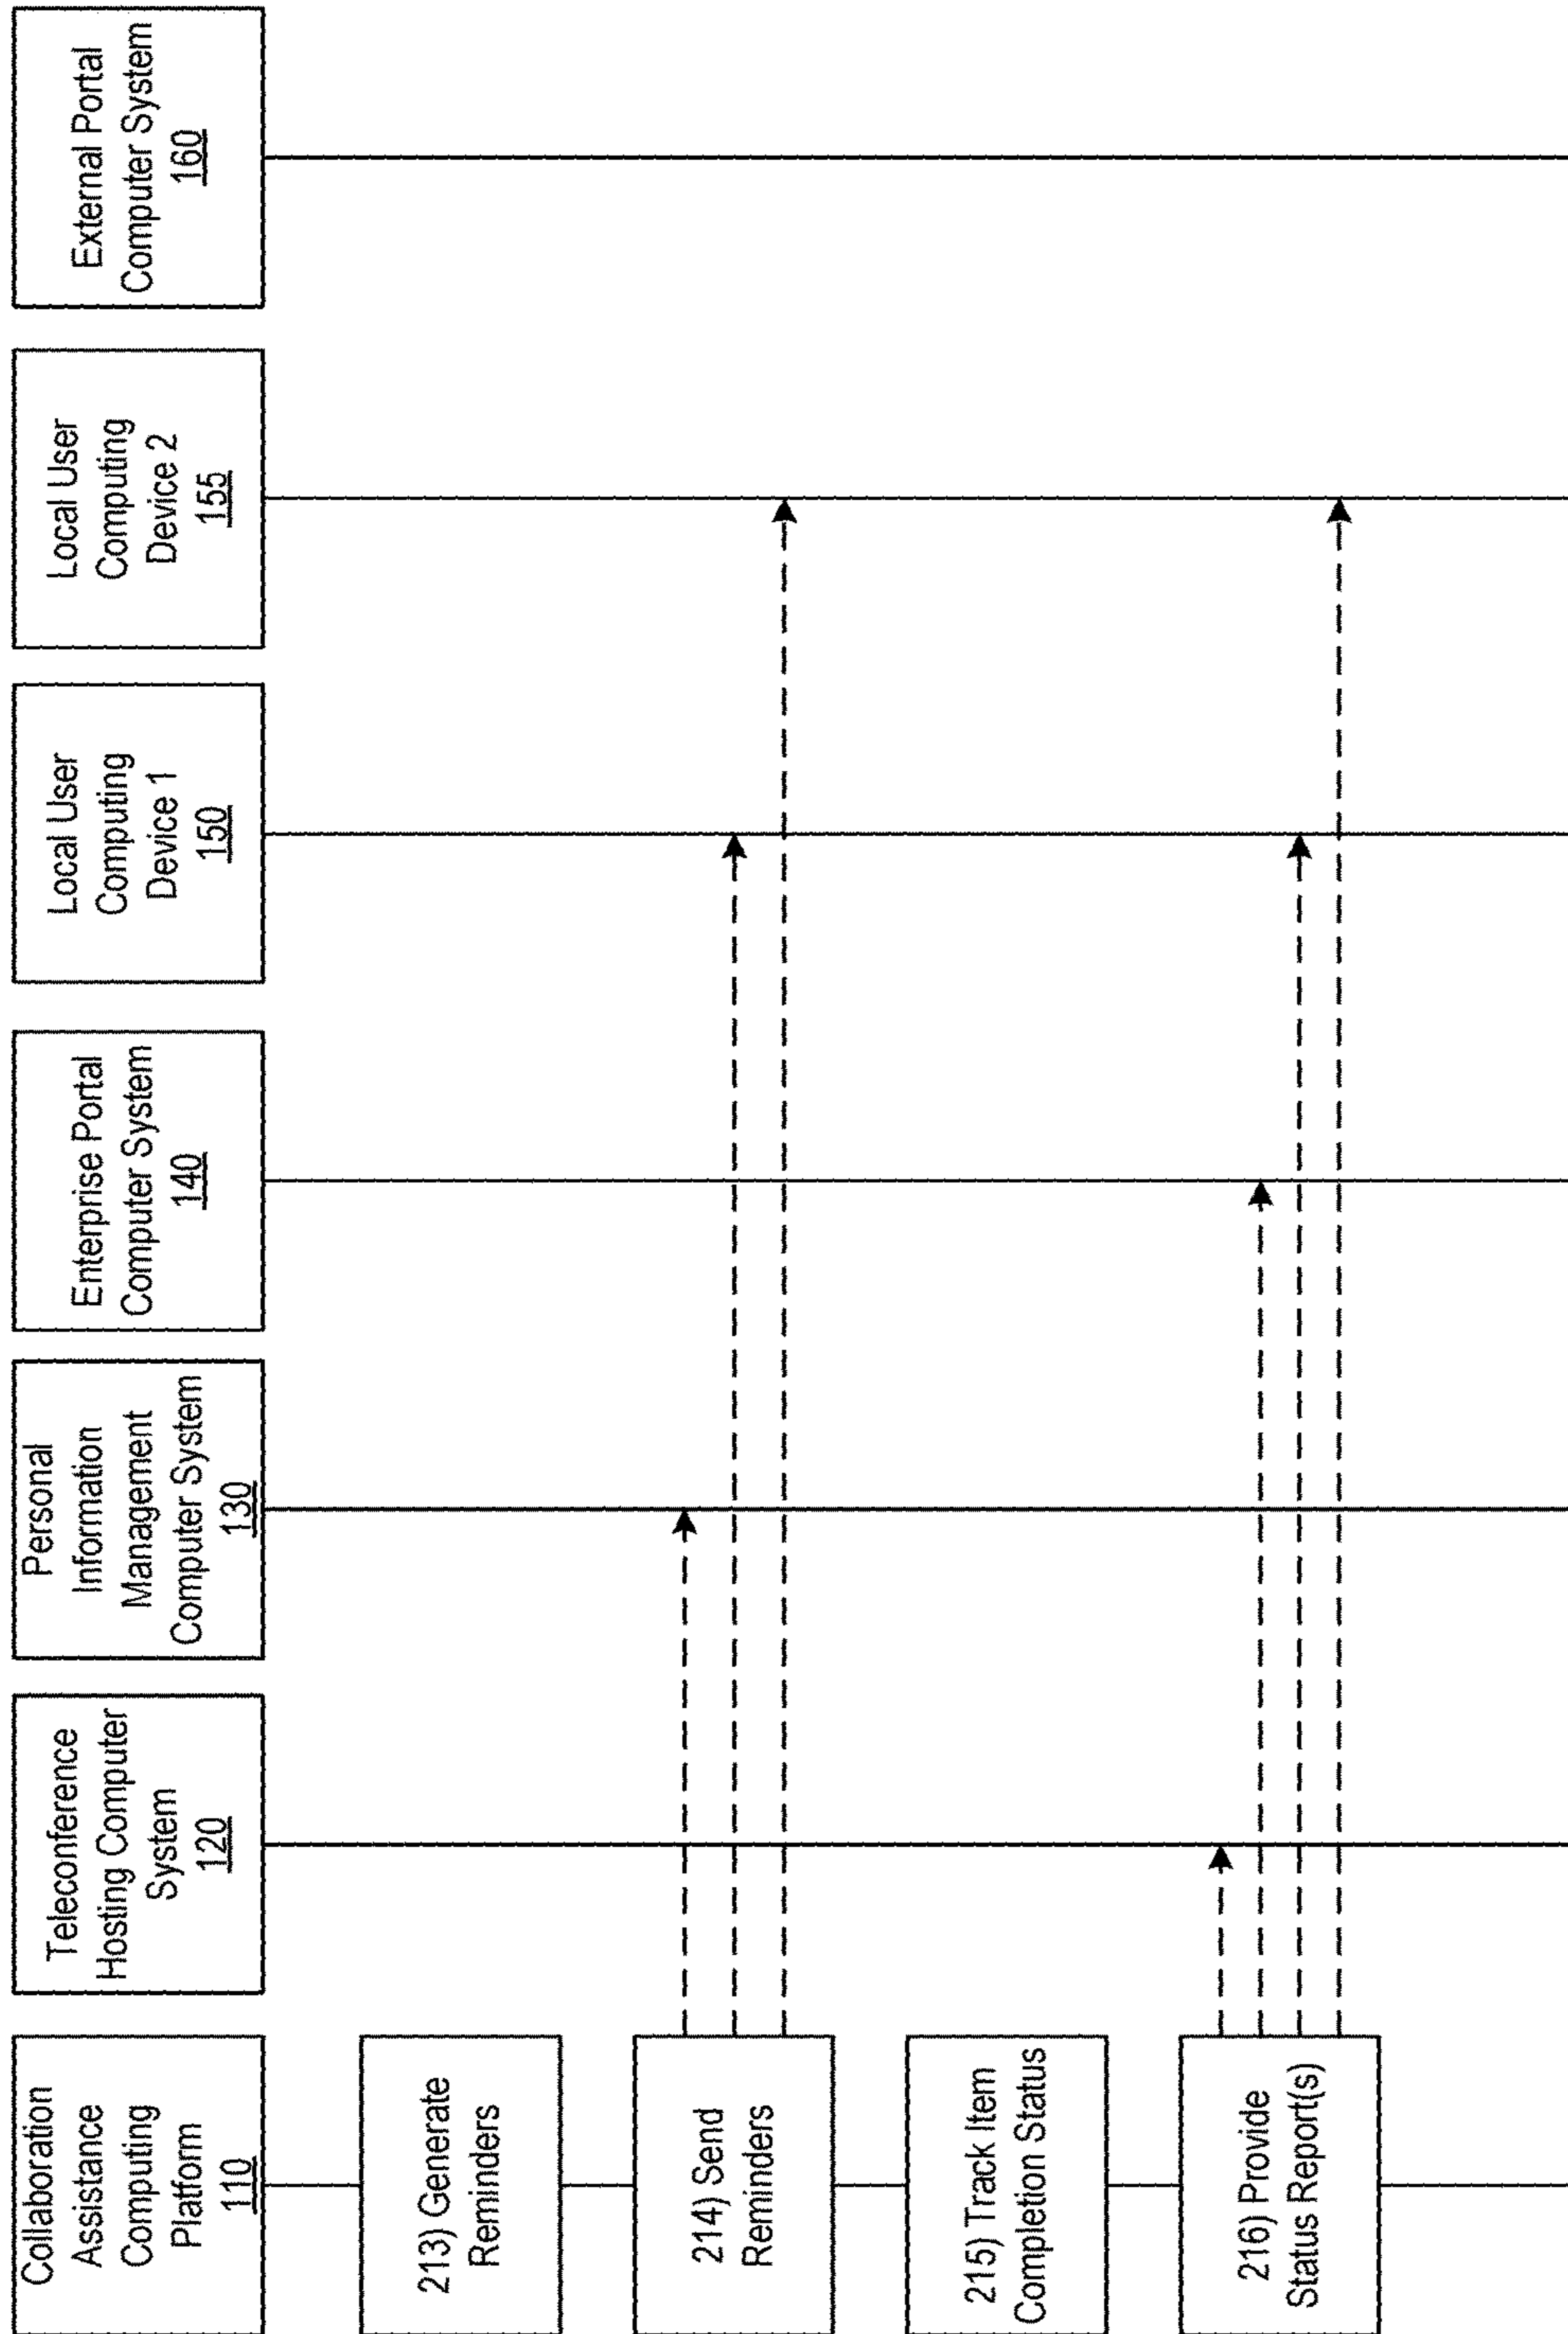 Collaboration
Assistance
Computing
Platform
110
Teleconference
Hosting Computer
System
120
Personal
Information
Management
Computer System
130
Enterprise Portal
Computer System
140
Local User
Computing
Device 1
150
Local User
Computing
Device 2
155
External Portal
Computer System
160
213) Generate
Reminders
214) Send
Reminders
215) Track Item
Completion Status
216) Provide
Status Report(s)